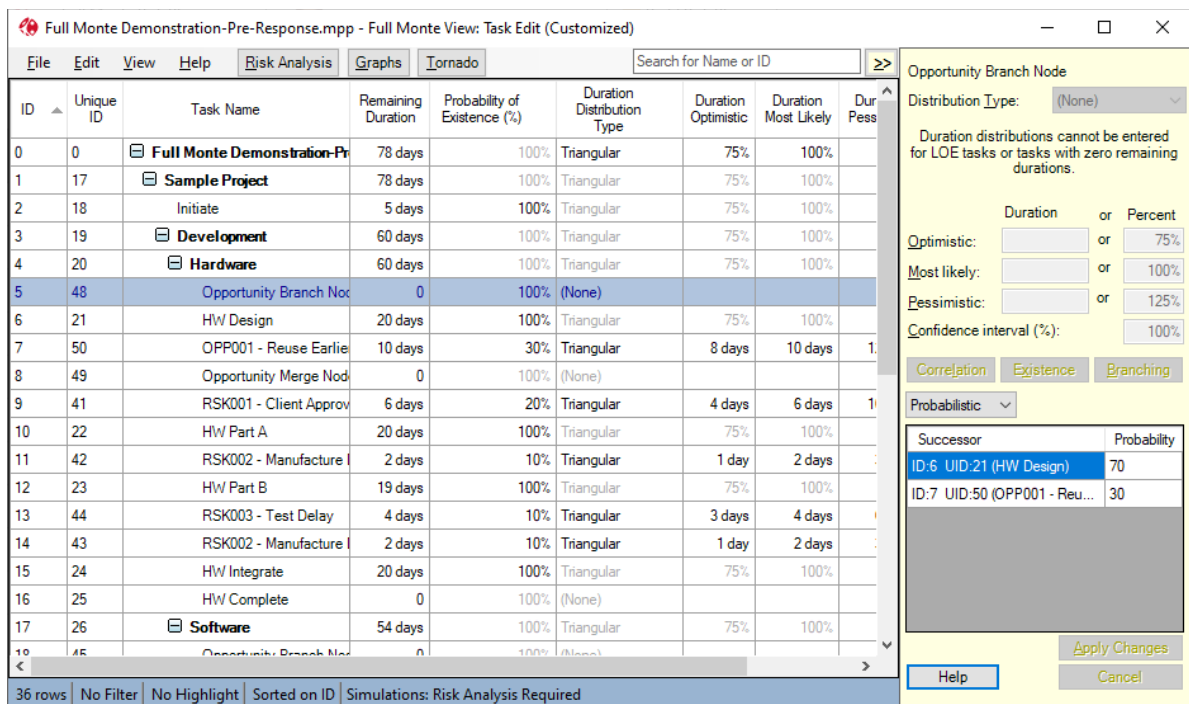 Full Monte Demonstration-Pre-Response.mpp - Full Monte View: Task Edit (Customized)
File Edit View Help Risk Analysis Graphs Tornado Search for Name or ID >>
ID Unique ID Task Name Remaining Duration Probability of Existence (%) Duration Distribution Type Duration Optimistic Duration Most Likely Dur Pess
0 0 Full Monte Demonstration-Pr 78 days 100% Triangular 75% 100%
1 17 Sample Project 78 days 100% Triangular 75% 100%
2 18 Initiate 5 days 100% Triangular 75% 100%
3 19 Development 60 days 100% Triangular 75% 100%
4 20 Hardware 60 days 100% Triangular 75% 100%
5 48 Opportunity Branch Noc 0 100% (None)
6 21 HW Design 20 days 100% Triangular 75% 100%
7 50 OPP001 - Reuse Earlie 10 days 30% Triangular 8 days 10 days 1
8 49 Opportunity Merge Nod 0 100% (None)
9 41 RSK001 - Client Approv 6 days 20% Triangular 4 days 6 days 1
10 22 HW Part A 20 days 100% Triangular 75% 100%
11 42 RSK002 - Manufacture 2 days 10% Triangular 1 day 2 days
12 23 HW Part B 19 days 100% Triangular 75% 100%
13 44 RSK003 - Test Delay 4 days 10% Triangular 3 days 4 days
14 43 RSK002 - Manufacture 2 days 10% Triangular 1 day 2 days
15 24 HW Integrate 20 days 100% Triangular 75% 100%
16 25 HW Complete 0 100% (None)
17 26 Software 54 days 100% Triangular 75% 100%
18 45 Opportunity Branch Noc 0 100% (None)
36 rows No Filter No Highlight Sorted on ID Simulations: Risk Analysis Required
Opportunity Branch Node
Distribution Type: (None)
Duration distributions cannot be entered
for LOE tasks or tasks with zero remaining
durations.
Duration or Percent
Optimistic: or 75%
Most likely: or 100%
Pessimistic: or 125%
Confidence interval (%): 100%
Correlation Existence Branching
Probabilistic
Successor Probability
ID:6 UID:21 (HW Design) 70
ID:7 UID:50 (OPP001 - Reu... 30
Apply Changes
Help Cancel